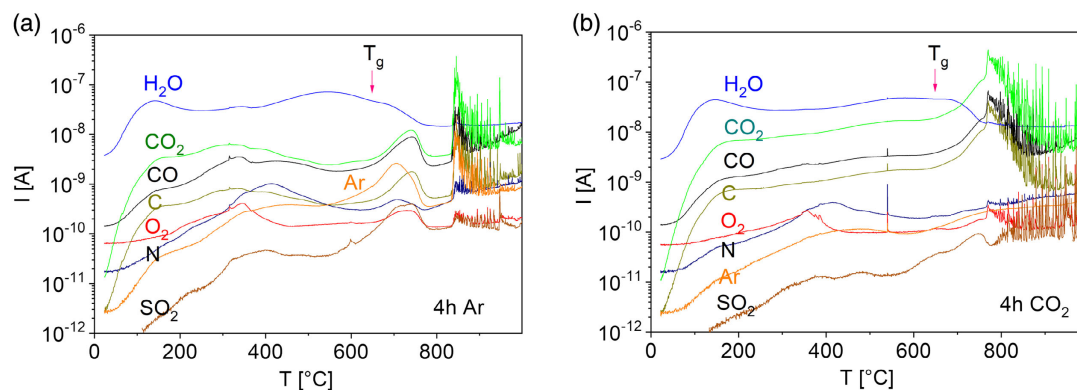 (a)
10⁻⁶
10⁻⁷
10⁻⁸
10⁻⁹
10⁻¹⁰
10⁻¹¹
10⁻¹²
I [A]
H₂O
T_g
CO₂
CO
Ar
C
O₂
N
SO₂
4h Ar
0 200 400 600 800
T [°C]
(b)
10⁻⁶
10⁻⁷
10⁻⁸
10⁻⁹
10⁻¹⁰
10⁻¹¹
10⁻¹²
I [A]
H₂O
T_g
CO₂
CO
C
O₂
N
Ar
SO₂
4h CO₂
0 200 400 600 800
T [°C]